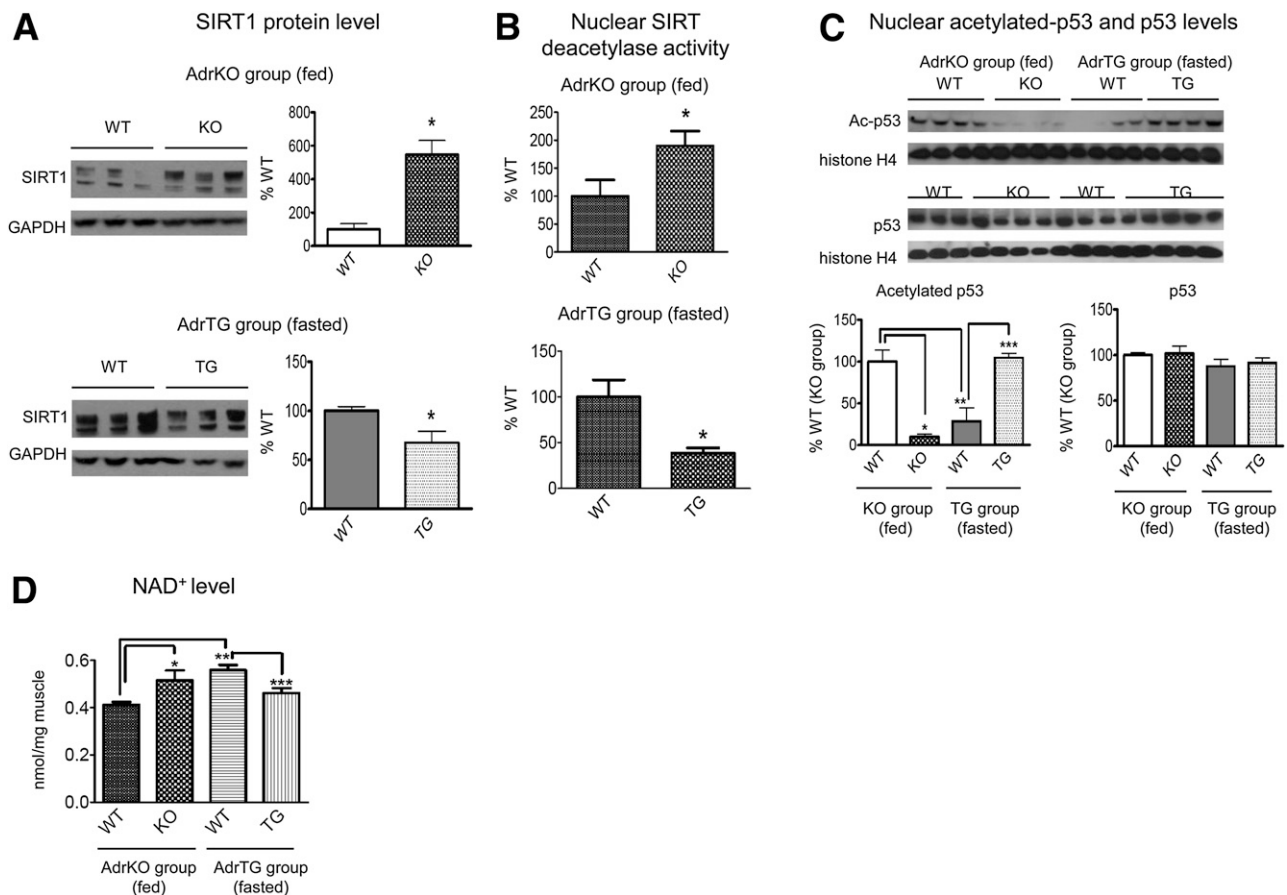 A
SIRT1 protein level
AdrKO group (fed)
WT
KO
SIRT1
GAPDH
% WT
800
600
400
200
100
0
*
WT
KO
AdrTG group (fasted)
WT
TG
SIRT1
GAPDH
% WT
150
100
50
0
*
WT
TG
B
Nuclear SIRT
deacetylase activity
AdrKO group (fed)
% WT
250
200
150
100
50
0
*
WT
KO
AdrTG group (fasted)
% WT
150
100
50
0
*
WT
TG
C
Nuclear acetylated-p53 and p53 levels
AdrKO group (fed) AdrTG group (fasted)
WT KO WT TG
Ac-p53
histone H4
WT KO WT TG
p53
histone H4
Acetylated p53
% WT (KO group)
150
100
50
0
*
**
***
WT KO WT TG
KO group TG group
(fed) (fasted)
p53
% WT (KO group)
150
100
50
0
WT KO WT TG
KO group TG group
(fed) (fasted)
D
NAD+ level
nmol/mg muscle
0.6
0.4
0.2
0.0
*
**
***
WT KO WT TG
AdrKO group AdrTG group
(fed) (fasted)